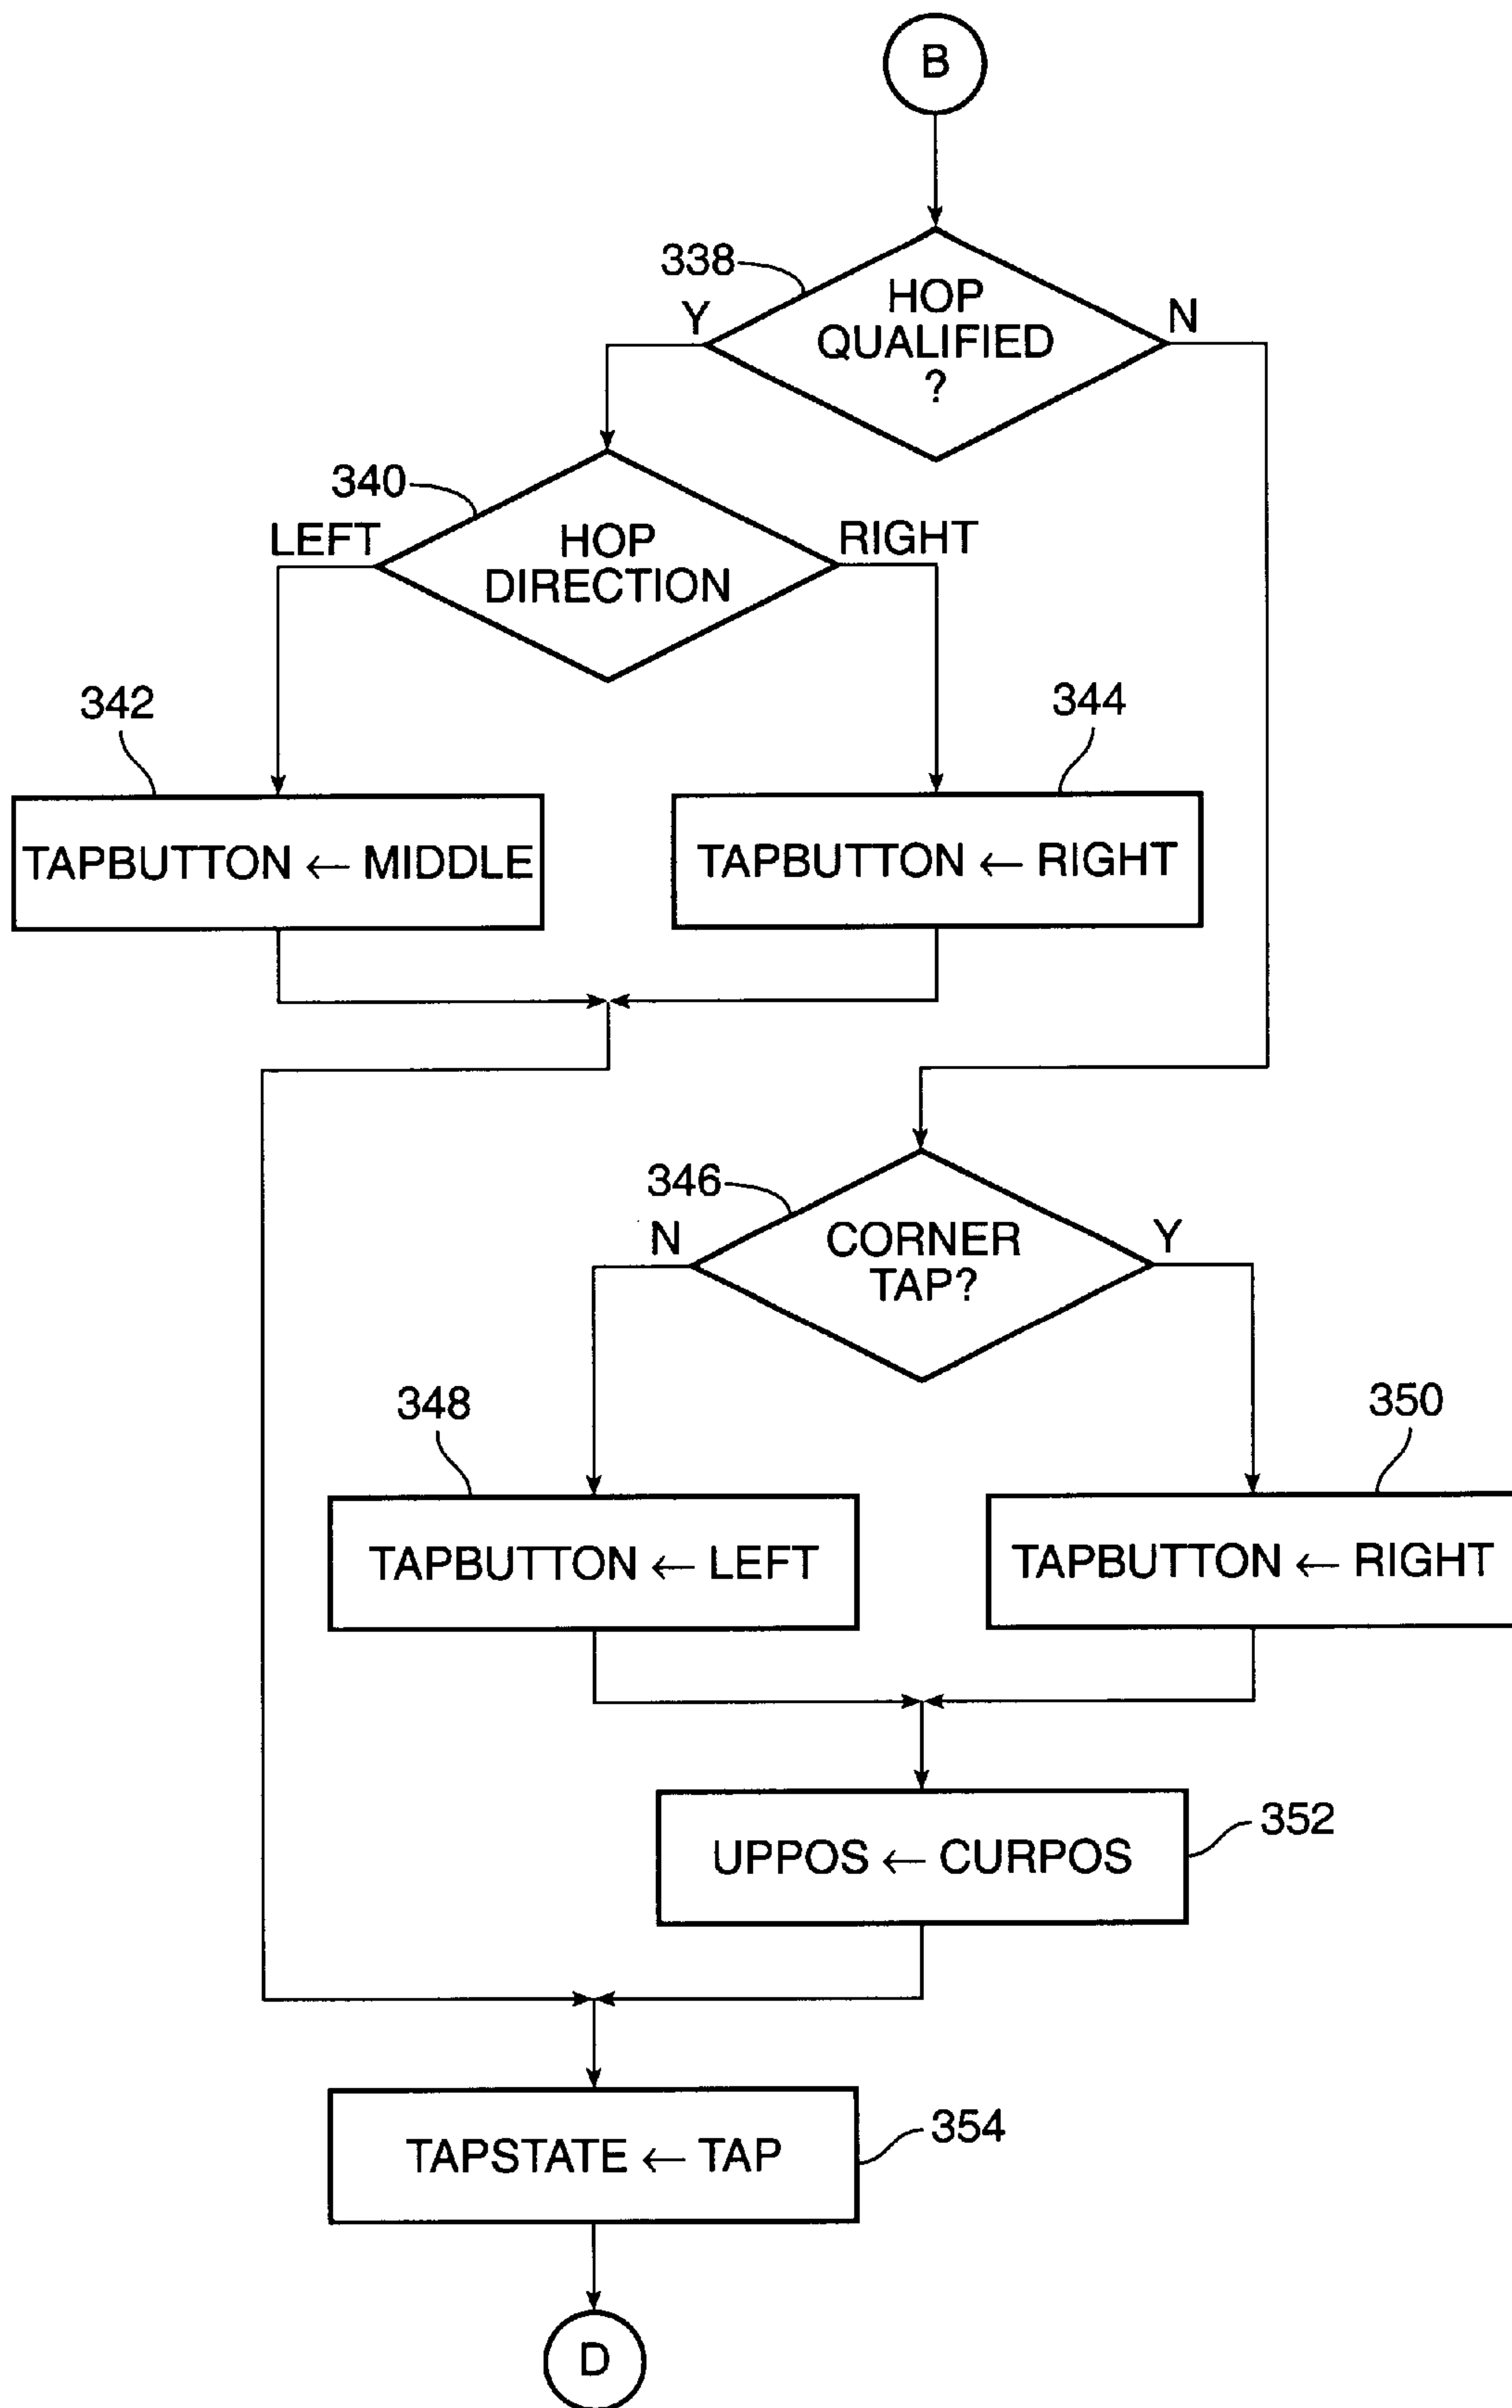 B
338
Y
HOP
QUALIFIED
?
N
340
LEFT
HOP
DIRECTION
RIGHT
342
344
TAPBUTTON ← MIDDLE
TAPBUTTON ← RIGHT
346
N
CORNER
TAP?
Y
348
350
TAPBUTTON ← LEFT
TAPBUTTON ← RIGHT
352
UPPOS ← CURPOS
354
TAPSTATE ← TAP
D